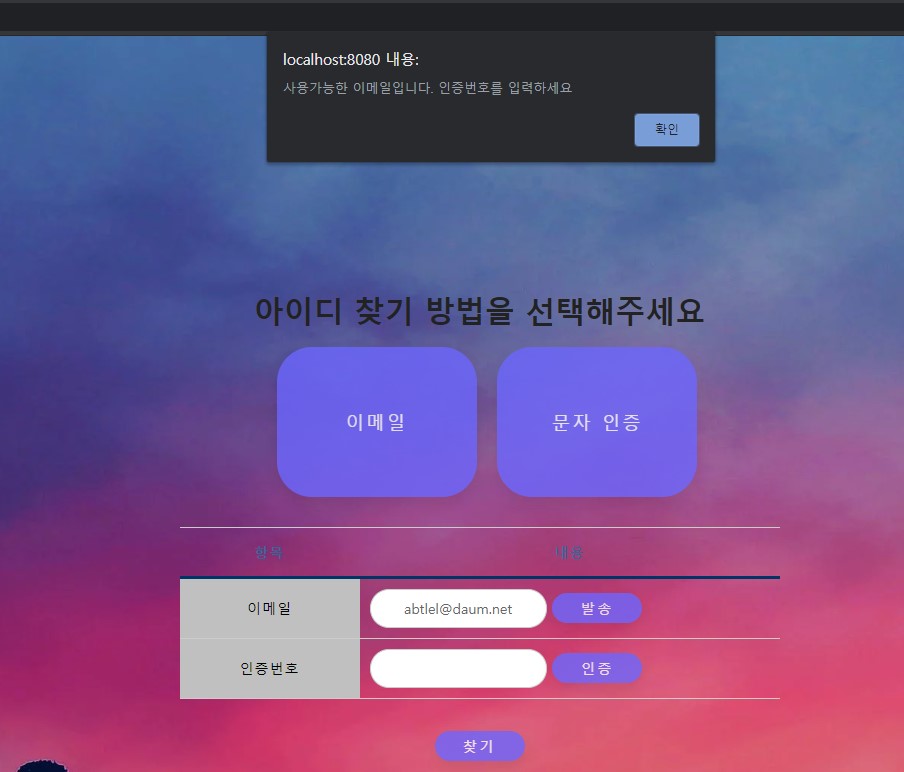 localhost:8080 내용:
사용가능한 이메일입니다. 인증번호를 입력하세요
확인
아이디 찾기 방법을 선택해주세요
이메일 문자 인증
항목 내용
이메일 abtlel@daum.net 발송
인증번호 인증
찾기